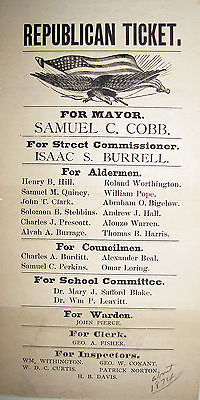 REPUBLICAN TICKET.
FOR MAYOR.
SAMUEL C. COBB.
For Street Commissioner.
ISAAC S. BURRELL.
For Aldermen.
Henry B. Hill. Roland Worthington.
Samuel M. Quincy. William Pope.
John T. Clark. Abraham O. Bigelow.
Solomon B. Stebbins. Andrew J. Hall.
Charles J. Prescott. Alonzo Warren.
Alvah A. Burrage. Thomas B. Harris.
For Councilmen.
Charles A. Burditt. Alexander Beal.
Samuel C. Perkins. Omar Loring.
For School Committee.
Dr. Mary J. Safford Blake.
Dr. Wm P. Leavitt.
For Warden.
JOHN PIERCE.
For Clerk.
GEO. A. FISHER.
For Inspectors.
WM. WITHINGTON. GEO. W. CONANT.
W. D. C. CURTIS. PATRICK NORTON.
H. B. DAVIS.
about
1874